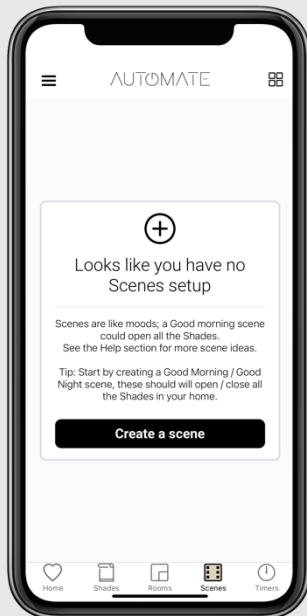 AUTOMATE
Looks like you have no
Scenes setup
Scenes are like moods; a Good morning scene
could open all the Shades.
See the Help section for more scene ideas.
Tip: Start by creating a Good Morning / Good
Night scene, these should will open / close all
the Shades in your home.
Create a scene
Home
Shades
Rooms
Scenes
Timers